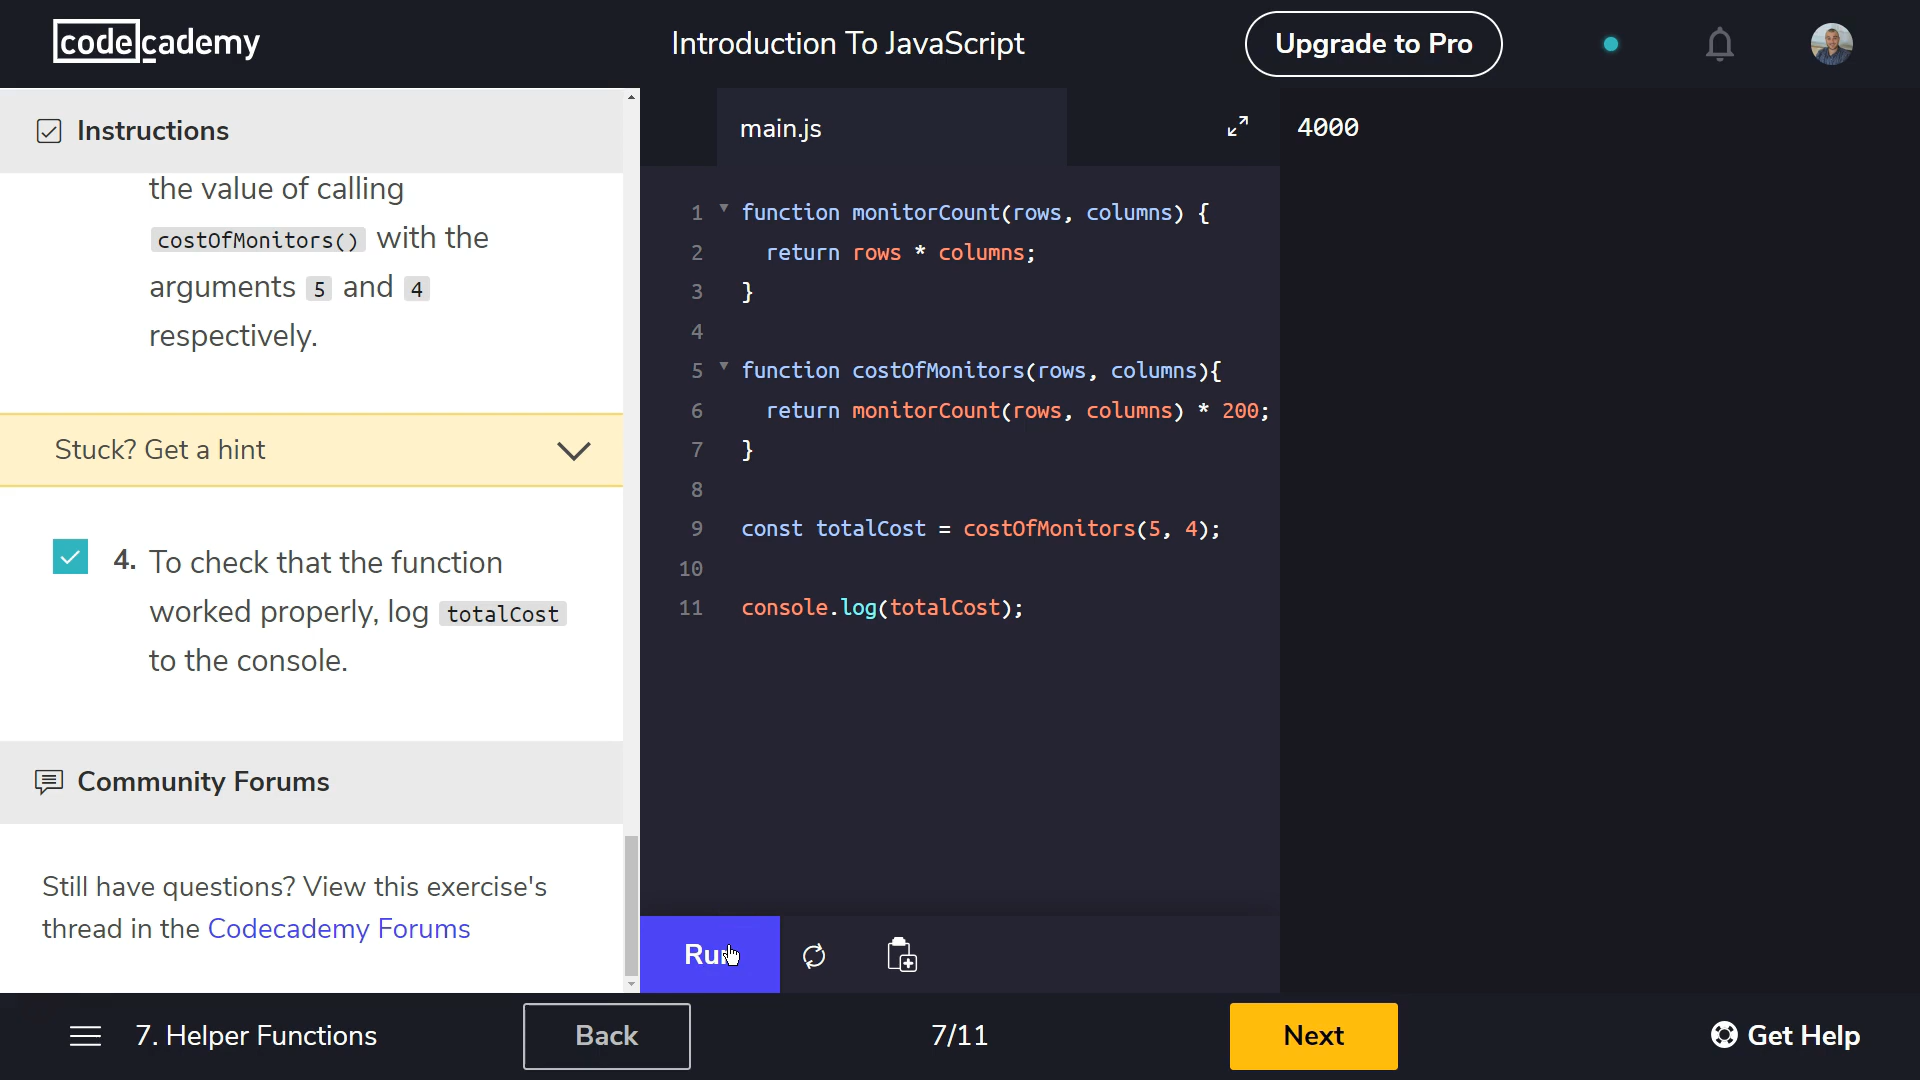 codecademy
Introduction To JavaScript
Upgrade to Pro
Instructions
the value of calling
costOfMonitors() with the
arguments 5 and 4
respectively.
Stuck? Get a hint
4. To check that the function
worked properly, log totalCost
to the console.
Community Forums
Still have questions? View this exercise's
thread in the Codecademy Forums
main.js
1 function monitorCount(rows, columns) {
2 return rows * columns;
3 }
4
5 function costOfMonitors(rows, columns){
6 return monitorCount(rows, columns) * 200;
7 }
8
9 const totalCost = costOfMonitors(5, 4);
10
11 console.log(totalCost);
Run
4000
7. Helper Functions
Back
7/11
Next
Get Help